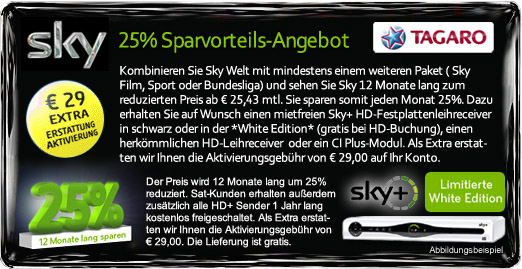 sky
25% Sparvorteils-Angebot
TAGARO
Kombinieren Sie Sky Welt mit mindestens einem weiteren Paket ( Sky
Film, Sport oder Bundesliga) und sehen Sie Sky 12 Monate lang zum
reduzierten Preis ab € 25,43 mtl. Sie sparen somit jeden Monat 25%. Dazu
erhalten Sie auf Wunsch einen mietfreien Sky+ HD-Festplattenleihreceiver
in schwarz oder in der *White Edition* (gratis bei HD-Buchung), einen
herkömmlichen HD-Leihreceiver oder ein CI Plus-Modul. Als Extra erstat-
ten wir Ihnen die Aktivierungsgebühr von € 29,00 auf Ihr Konto.
€ 29
EXTRA
ERSTATTUNG
AKTIVIERUNG
25%
12 Monate lang sparen
Der Preis wird 12 Monate lang um 25%
reduziert. Sat-Kunden erhalten außerdem
zusätzlich alle HD+ Sender 1 Jahr lang
kostenlos freigeschaltet. Als Extra erstat-
ten wir Ihnen die Aktivierungsgebühr von
€ 29,00. Die Lieferung ist gratis.
sky+
Limitierte
White Edition
Abbildungsbeispiel